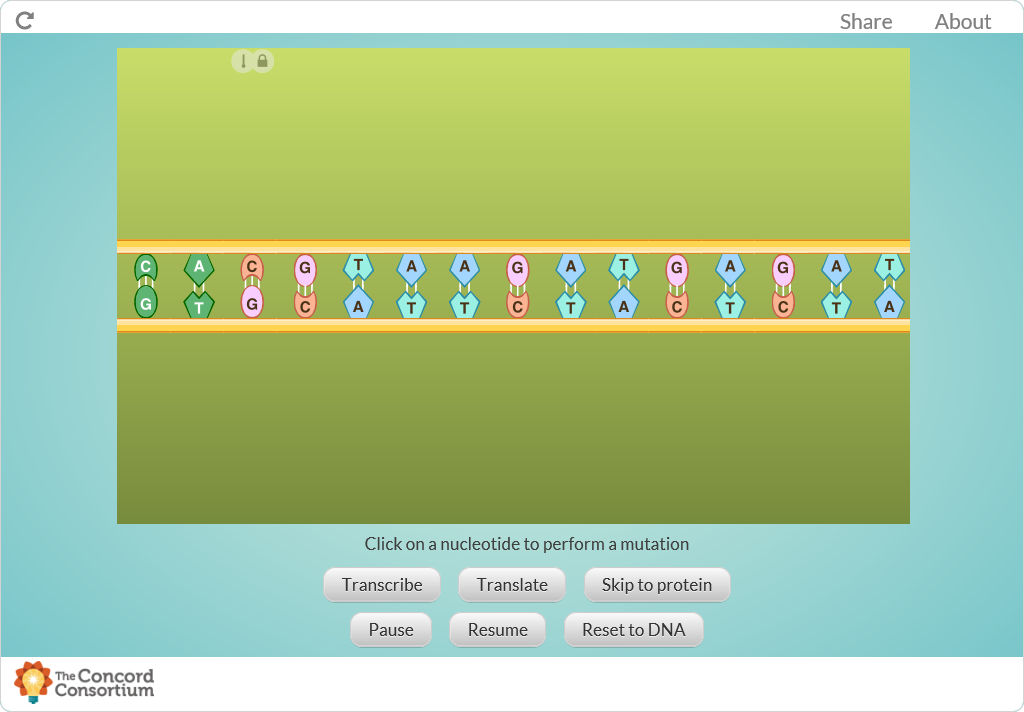 Share About
C A C G T A A G A T G A G A T
G T G C A T T C T A C T C T A
Click on a nucleotide to perform a mutation
Transcribe Translate Skip to protein
Pause Resume Reset to DNA
The Concord
Consortium